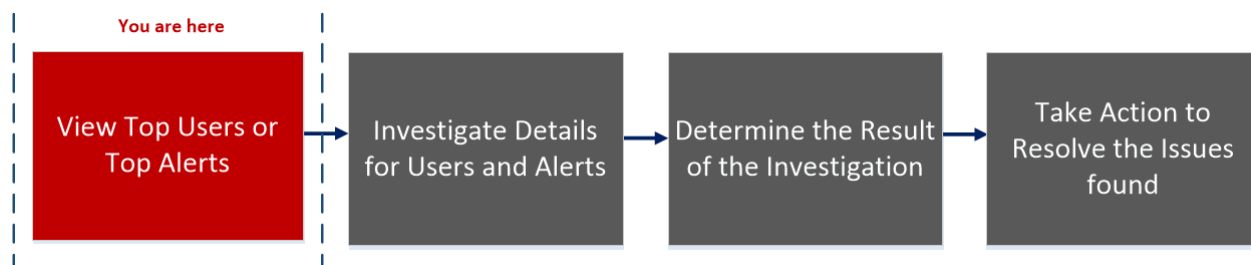 You are here
View Top Users or
Top Alerts
Investigate Details
for Users and Alerts
Determine the Result
of the Investigation
Take Action to
Resolve the Issues
found